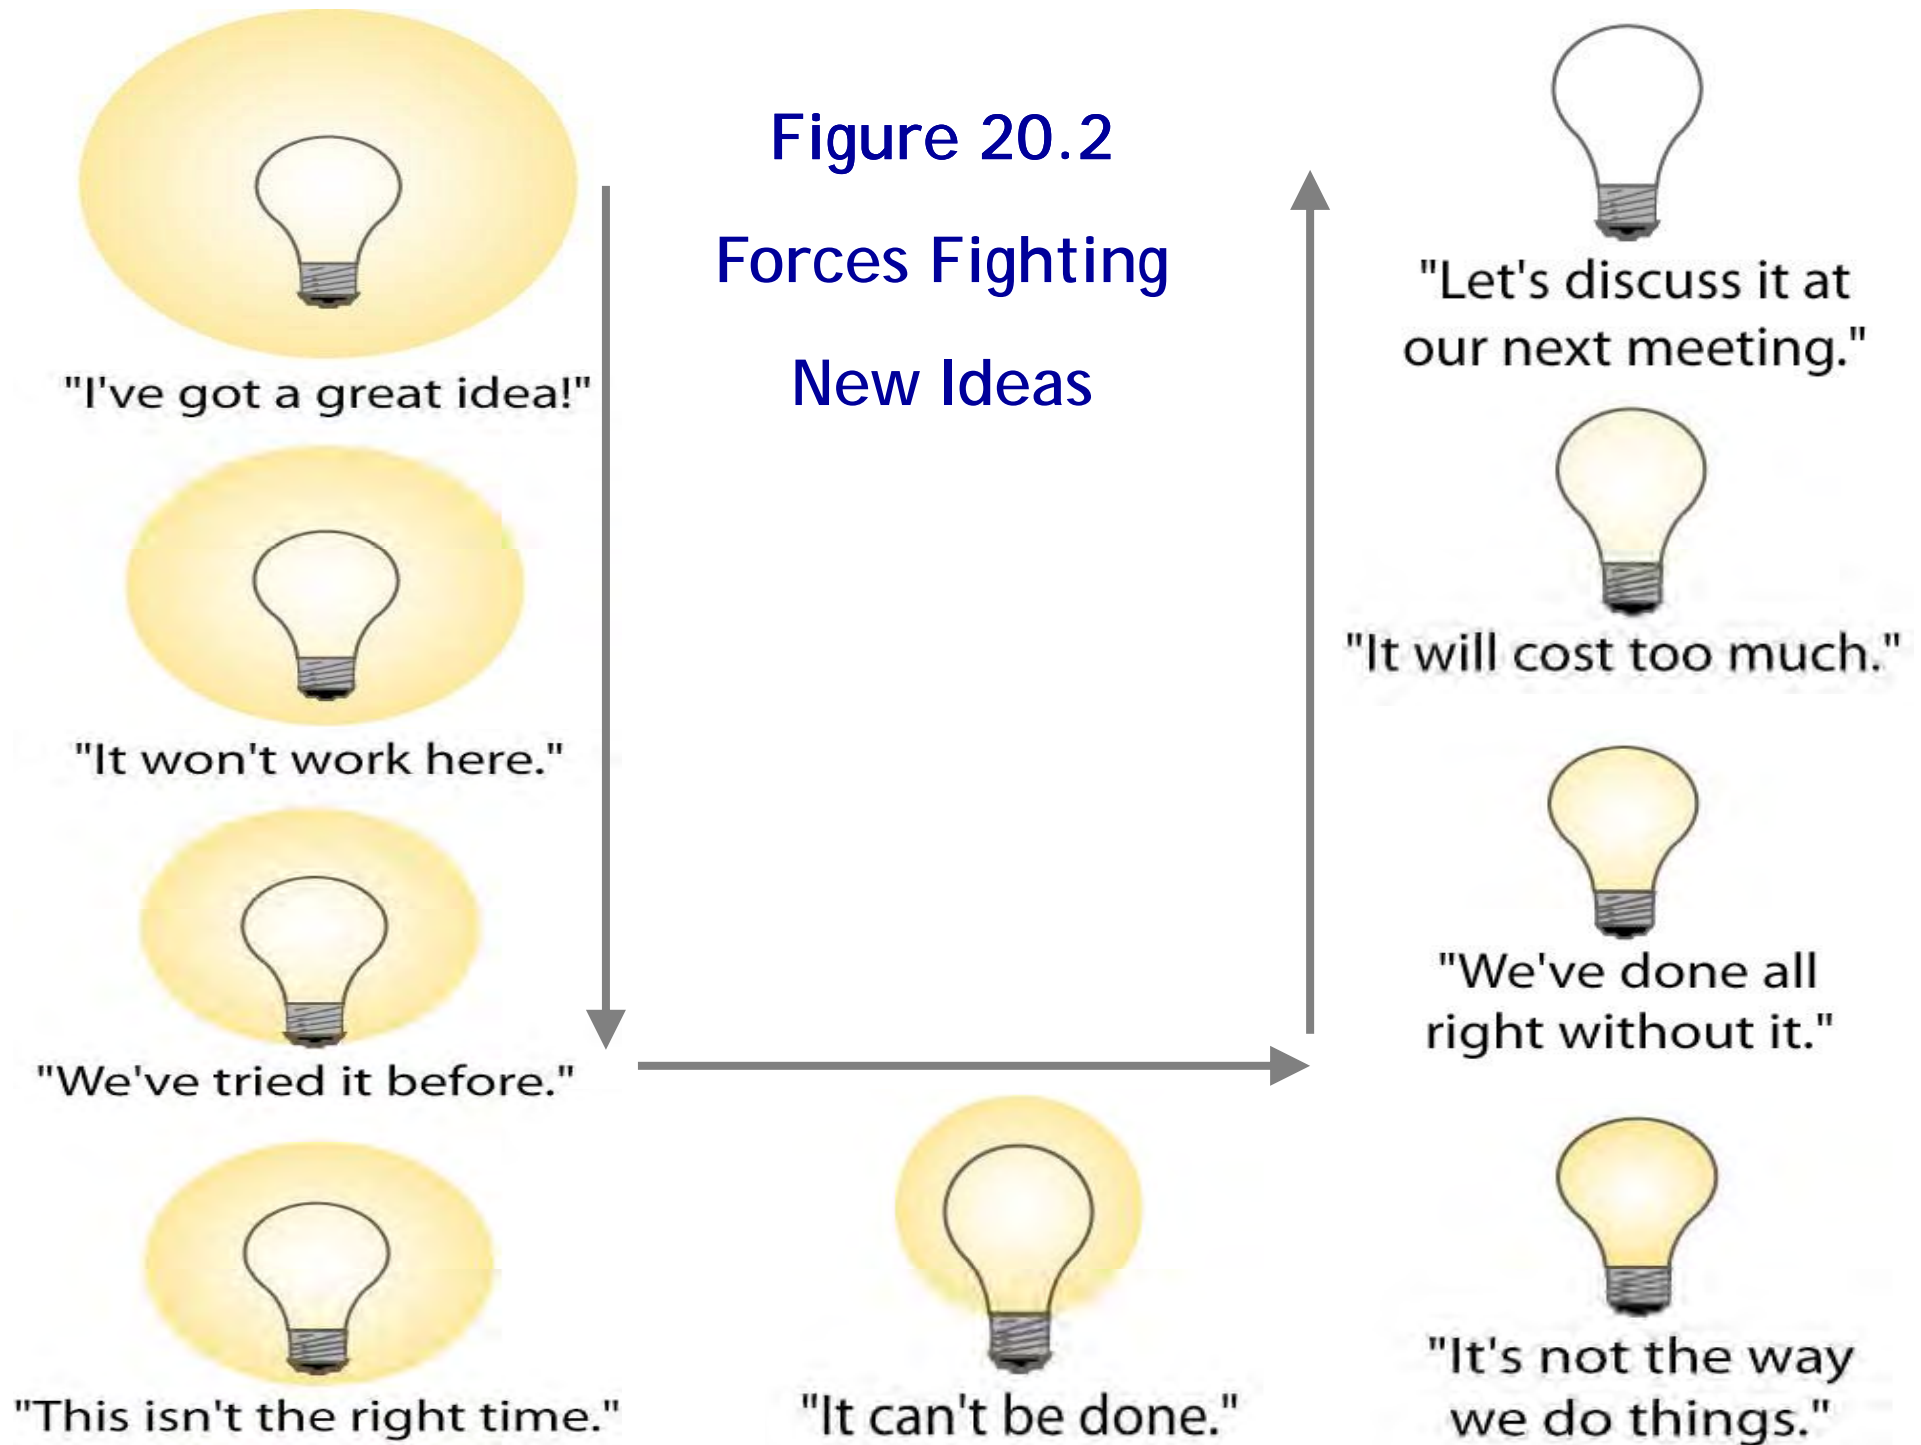 Figure 20.2
Forces Fighting
New Ideas
"I've got a great idea!"
"It won't work here."
"We've tried it before."
"This isn't the right time."
"It can't be done."
"It's not the way
we do things."
"We've done all
right without it."
"It will cost too much."
"Let's discuss it at
our next meeting."